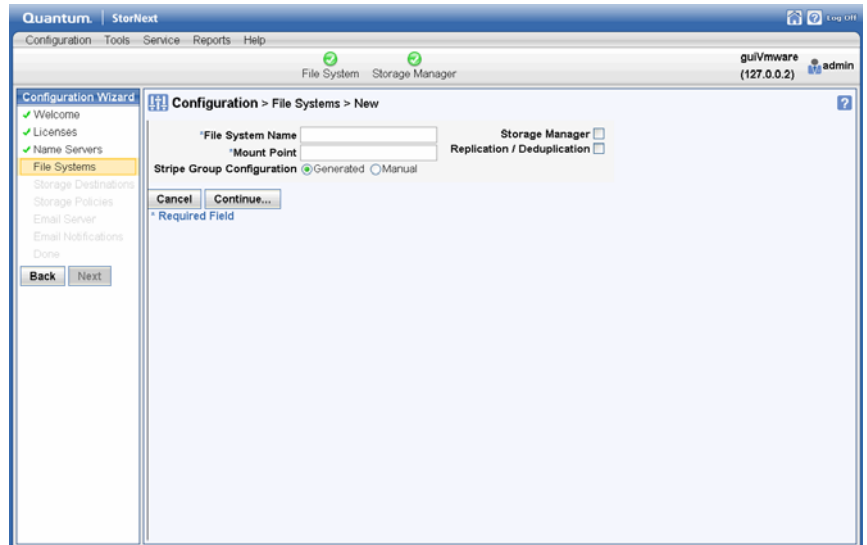 Quantum. StorNext
Log Off
Configuration Tools Service Reports Help
File System Storage Manager
guiVmware
(127.0.0.2)
admin
Configuration Wizard
Welcome
Licenses
Name Servers
File Systems
Storage Destinations
Storage Policies
Email Server
Email Notifications
Done
Back Next
Configuration > File Systems > New
?
*File System Name
Storage Manager
*Mount Point
Replication / Deduplication
Stripe Group Configuration Generated Manual
Cancel Continue...
* Required Field